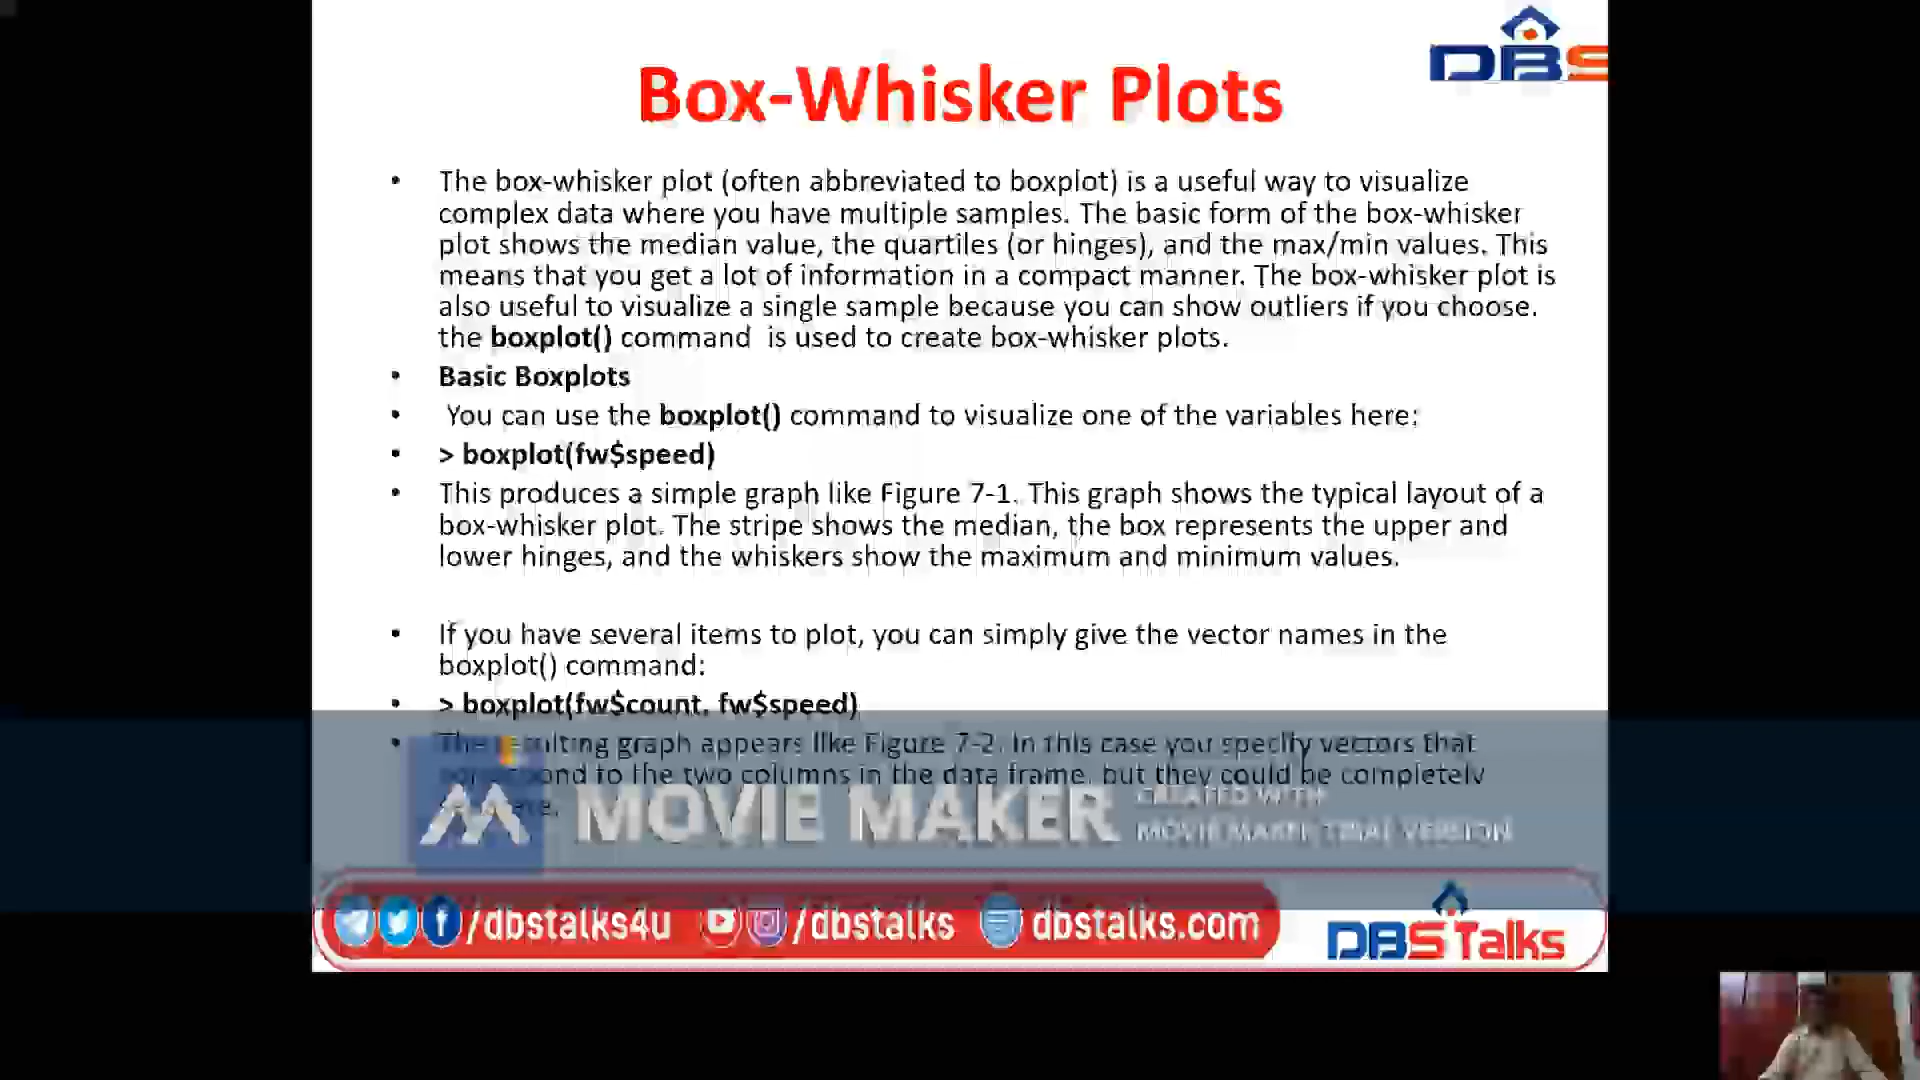 DBS
Box-Whisker Plots
• The box-whisker plot (often abbreviated to boxplot) is a useful way to visualize
complex data where you have multiple samples. The basic form of the box-whisker
plot shows the median value, the quartiles (or hinges), and the max/min values. This
means that you get a lot of information in a compact manner. The box-whisker plot is
also useful to visualize a single sample because you can show outliers if you choose.
the boxplot() command is used to create box-whisker plots.
• Basic Boxplots
• You can use the boxplot() command to visualize one of the variables here:
• > boxplot(fw$speed)
• This produces a simple graph like Figure 7-1. This graph shows the typical layout of a
box-whisker plot. The stripe shows the median, the box represents the upper and
lower hinges, and the whiskers show the maximum and minimum values.
• If you have several items to plot, you can simply give the vector names in the
boxplot() command:
• > boxplot(fw$count, fw$speed)
• The resulting graph appears like Figure 7-2. In this case you specify vectors that
correspond to the two columns in the data frame, but they could be completely
MOVIE MAKER
CREATED WITH
MOVIE MAKER TRIAL VERSION
/dbstalks4u /dbstalks dbstalks.com
DBS Talks